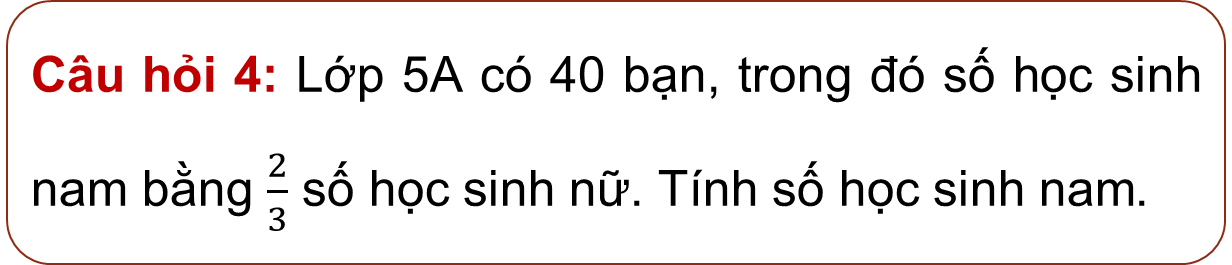 Câu hỏi 4: Lớp 5A có 40 bạn, trong đó số học sinh
nam bằng 2/3 số học sinh nữ. Tính số học sinh nam.